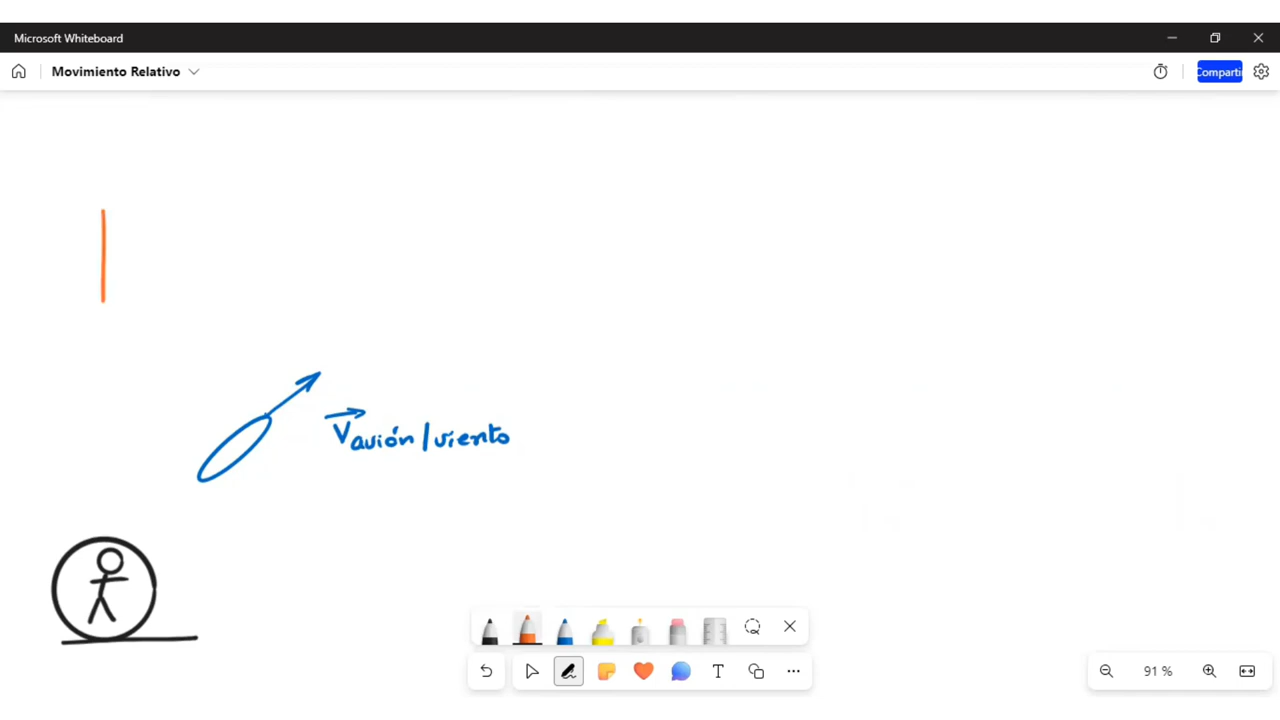 Microsoft Whiteboard
Movimiento Relativo
Comparti
Vavión/viento
T
91 %